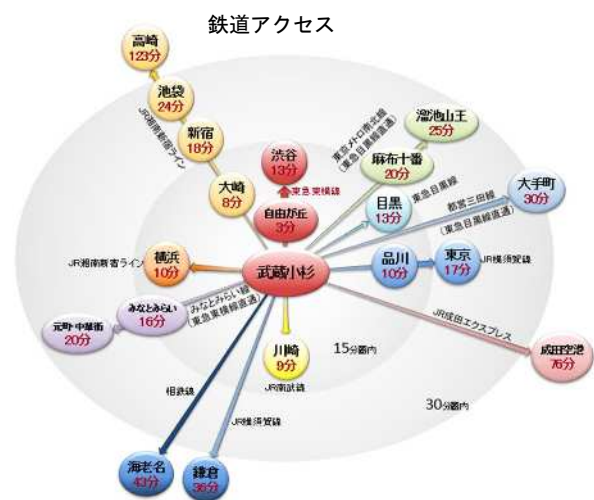 鉄道アクセス
高崎
123分
池袋
24分
JR湘南新宿ライン
新宿
18分
大崎
8分
渋谷
13分
東急東横線
自由が丘
3分
溜池山王
25分
東京メトロ南北線
(東急目黒線直通)
麻布十番
20分
目黒
13分
東急目黒線
大手町
30分
都営三田線
(東急目黒線直通)
横浜
10分
JR湘南新宿ライン
武蔵小杉
品川
10分
東京
17分
JR横須賀線
みなとみらい
16分
みなとみらい線
(東急東横線直通)
元町・中華街
20分
川崎
9分
JR南武線
15分圏内
JR成田エクスプレス
成田空港
76分
30分圏内
相鉄線
JR横須賀線
海老名
43分
鎌倉
36分